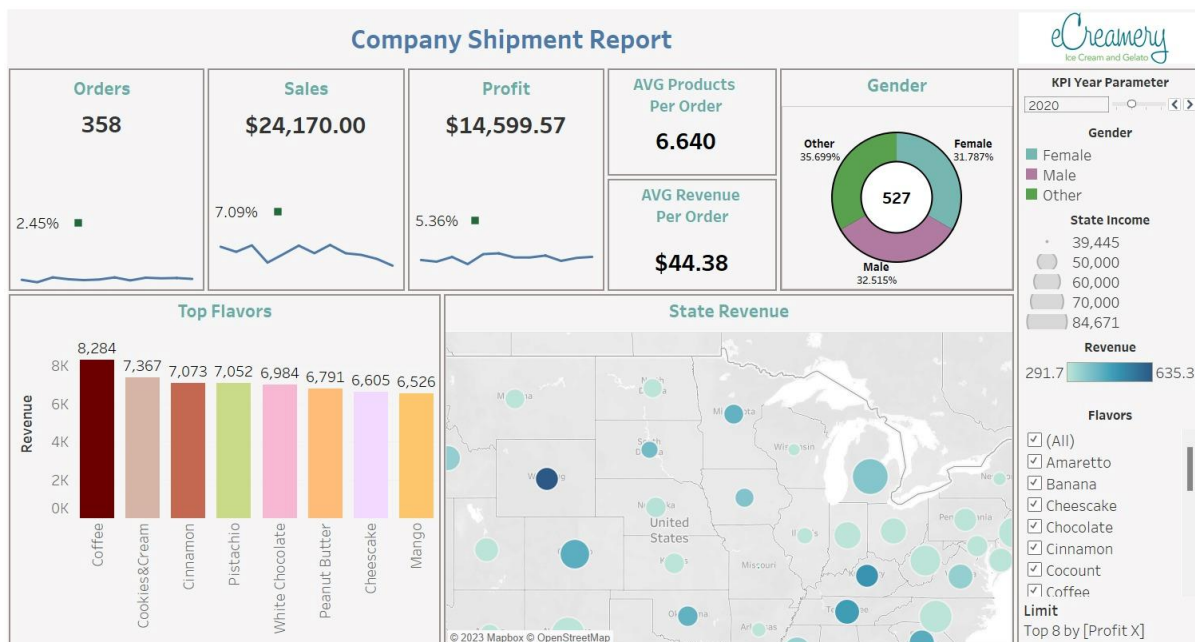 Company Shipment Report
eCreamery
Ice Cream and Gelato
Orders
358
2.45%
Sales
$24,170.00
7.09%
Profit
$14,599.57
5.36%
AVG Products
Per Order
6.640
AVG Revenue
Per Order
$44.38
Gender
Other
35.699%
Female
31.787%
527
Male
32.515%
KPI Year Parameter
2020
Gender
Female
Male
Other
State Income
39,445
50,000
60,000
70,000
84,671
Revenue
291.7
635.3
Flavors
(All)
Amaretto
Banana
Cheescake
Chocolate
Cinnamon
Cocount
Coffee
Limit
Top 8 by [Profit X]
Top Flavors
Revenue
8K
6K
4K
2K
0K
8,284
7,367
7,073
7,052
6,984
6,791
6,605
6,526
Coffee
Cookies&Cream
Cinnamon
Pistachio
White Chocolate
Peanut Butter
Cheescake
Mango
State Revenue
United
States
Missouri
© 2023 Mapbox © OpenStreetMap